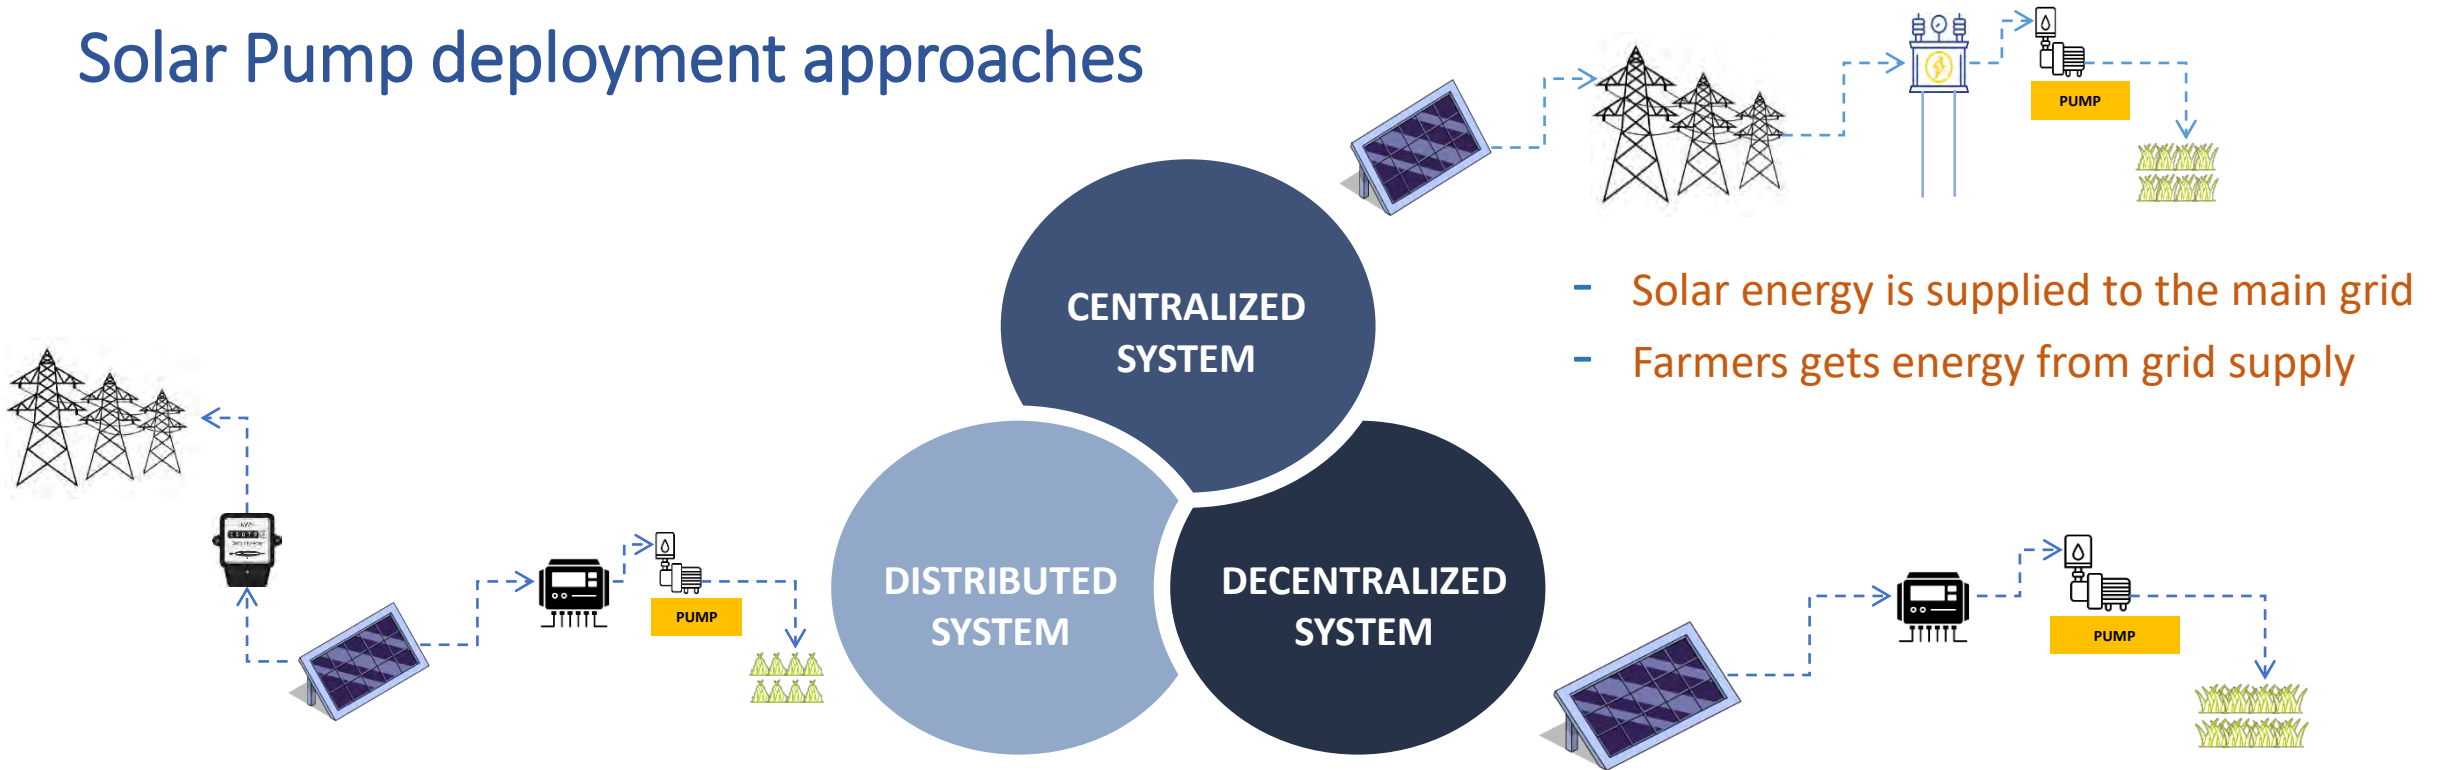 Solar Pump deployment approaches
PUMP
CENTRALIZED
SYSTEM
- Solar energy is supplied to the main grid
- Farmers gets energy from grid supply
DISTRIBUTED
SYSTEM
DECENTRALIZED
SYSTEM
PUMP
PUMP